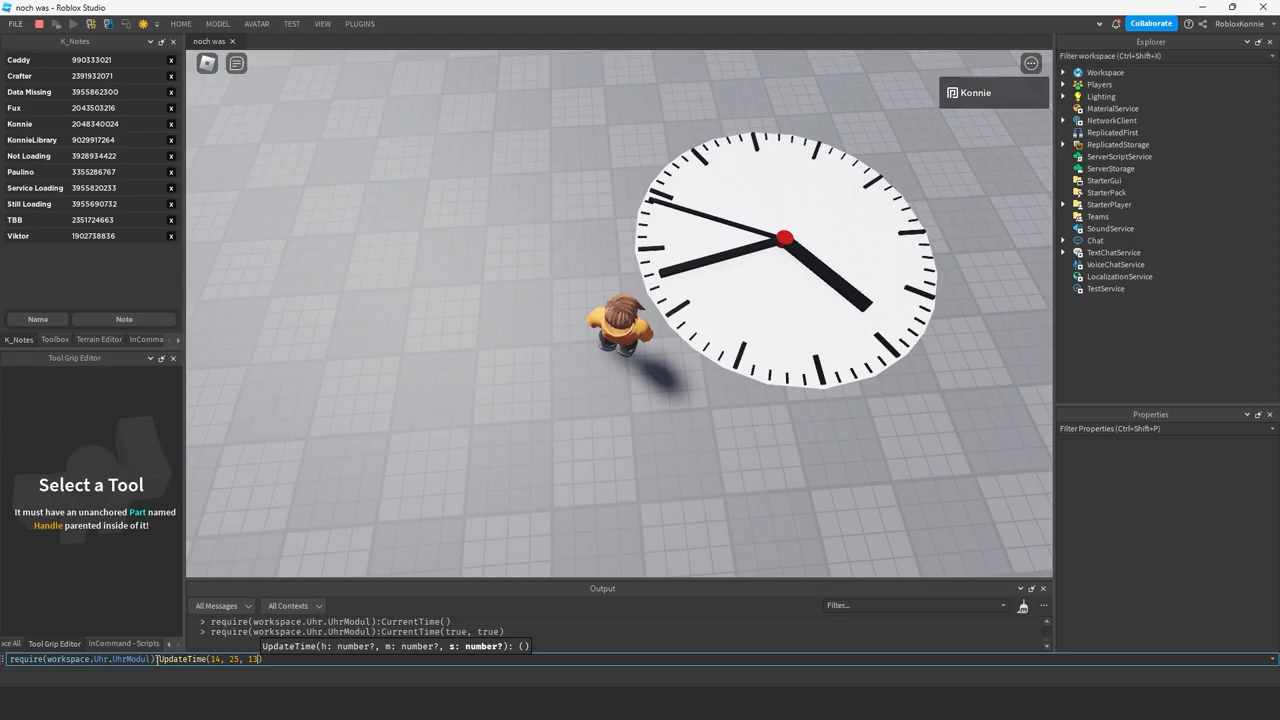 noch was - Roblox Studio
FILE HOME MODEL AVATAR TEST VIEW PLUGINS Collaborate RobloxKonnie
K_Notes
noch was
Explorer
Filter workspace (Ctrl+Shift+X)
Ceddy 990333021 x
Crafter 2391932071 x
Data Missing 3955862300 x
Fux 2043503216 x
Konnie 2048340024 x
KonnieLibrary 9029917264 x
Not Loading 3928934422 x
Paulino 3355286767 x
Service Loading 3955820233 x
Still Loading 3955690732 x
TBB 2351724663 x
Viktor 1902738836 x
Name Note
K_Notes Toolbox Terrain Editor InComma
Konnie
Workspace
Players
Lighting
MaterialService
NetworkClient
ReplicatedFirst
ReplicatedStorage
ServerScriptService
ServerStorage
StarterGui
StarterPack
StarterPlayer
Teams
SoundService
Chat
TextChatService
VoiceChatService
LocalizationService
TestService
Tool Grip Editor
Select a Tool
It must have an unanchored Part named
Handle parented inside of it!
ace All Tool Grip Editor InCommand - Scripts
Properties
Filter Properties (Ctrl+Shift+P)
Output
All Messages All Contexts Filter...
> require(workspace.Uhr.UhrModul):CurrentTime()
> require(workspace.Uhr.UhrModul):CurrentTime(true, true)
UpdateTime(h: number?, m: number?, s: number?): ()
require(workspace.Uhr.UhrModul):UpdateTime(14, 25, 13)